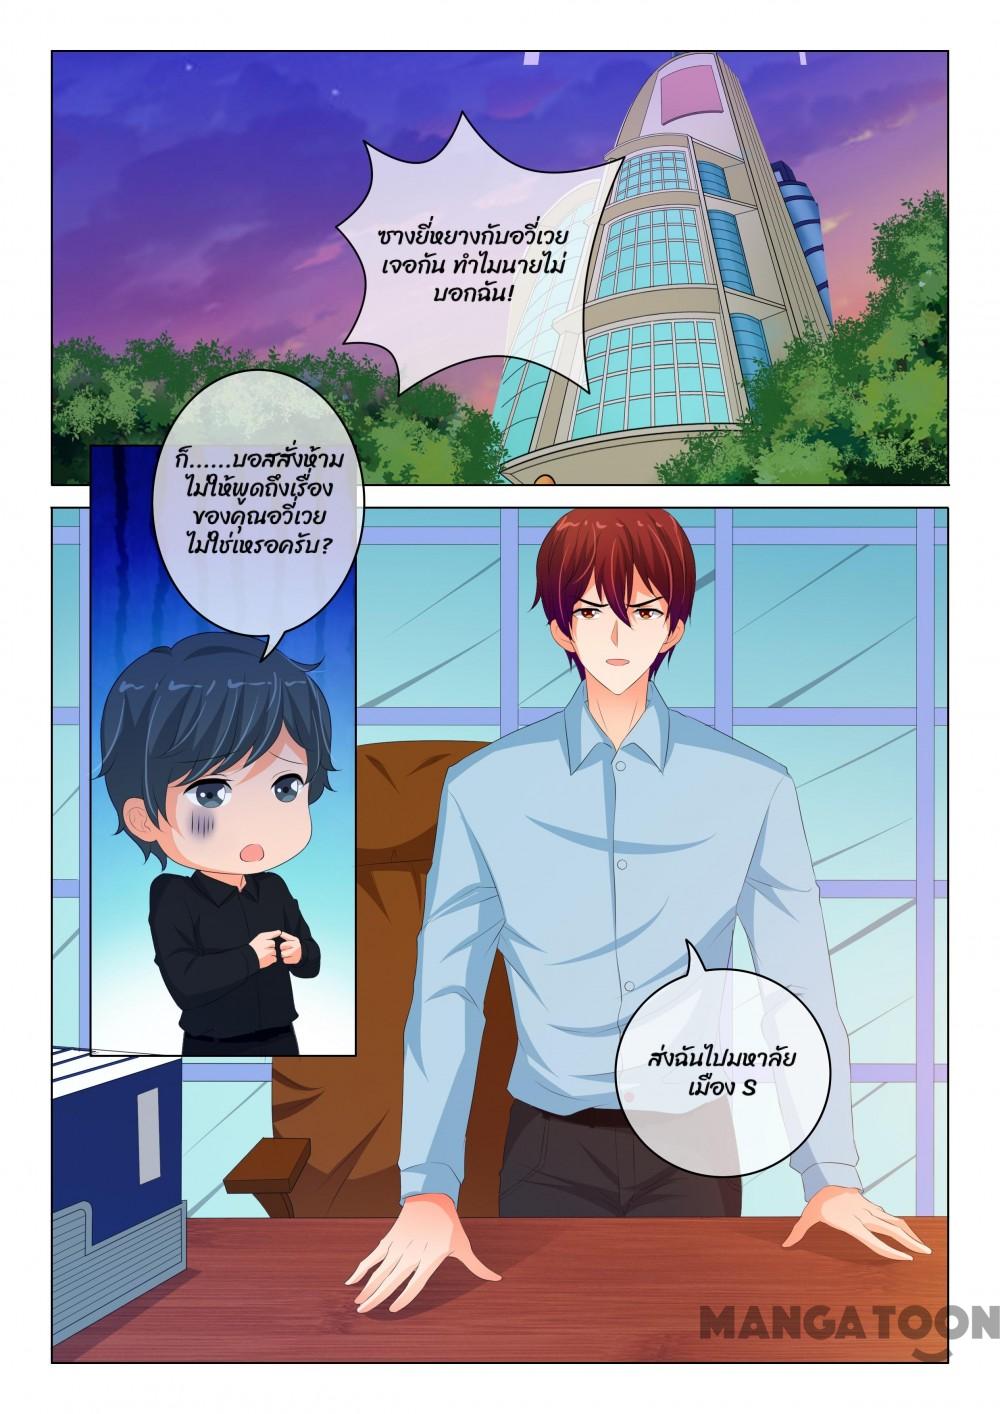 ซางยี่หยางกับอวี่เวย
เจอกัน ทำไมนายไม่
บอกฉัน!
ก็......บอสสั่งห้าม
ไม่ให้พูดถึงเรื่อง
ของคุณอวี่เวย
ไม่ใช่เหรอครับ?
ส่งฉันไปมหาลัย
เมือง S
MANGATOON